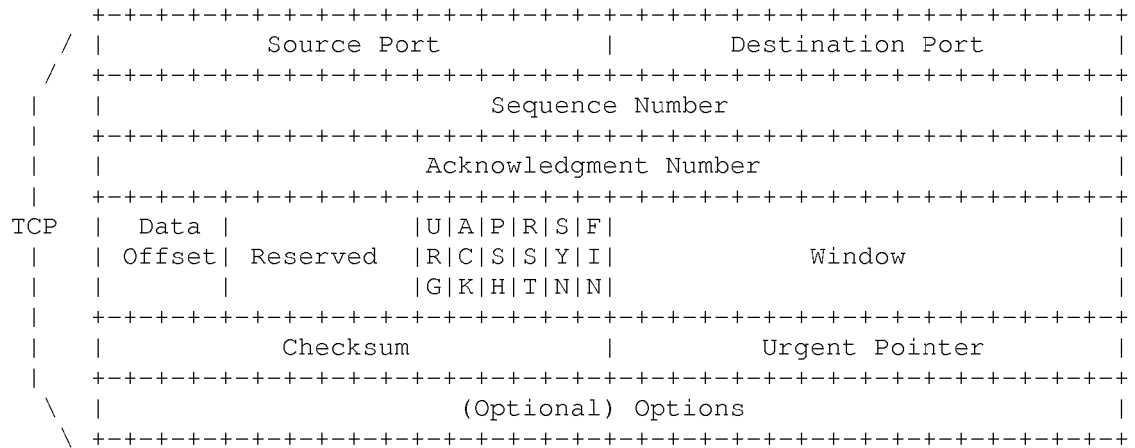 +-+-+-+-+-+-+-+-+-+-+-+-+-+-+-+-+-+-+-+-+-+-+-+-+-+-+-+-+-+-+-+-+
/ |          Source Port          |       Destination Port        |
/  +-+-+-+-+-+-+-+-+-+-+-+-+-+-+-+-+-+-+-+-+-+-+-+-+-+-+-+-+-+-+-+-+
|   |                        Sequence Number                        |
|   +-+-+-+-+-+-+-+-+-+-+-+-+-+-+-+-+-+-+-+-+-+-+-+-+-+-+-+-+-+-+-+-+
|   |                    Acknowledgment Number                      |
|   +-+-+-+-+-+-+-+-+-+-+-+-+-+-+-+-+-+-+-+-+-+-+-+-+-+-+-+-+-+-+-+-+
TCP  |  Data |           |U|A|P|R|S|F|                               |
|   | Offset| Reserved  |R|C|S|S|Y|I|            Window             |
|   |       |           |G|K|H|T|N|N|                               |
|   +-+-+-+-+-+-+-+-+-+-+-+-+-+-+-+-+-+-+-+-+-+-+-+-+-+-+-+-+-+-+-+-+
|   |           Checksum            |         Urgent Pointer        |
|   +-+-+-+-+-+-+-+-+-+-+-+-+-+-+-+-+-+-+-+-+-+-+-+-+-+-+-+-+-+-+-+-+
\  |                      (Optional) Options                       |
\ +-+-+-+-+-+-+-+-+-+-+-+-+-+-+-+-+-+-+-+-+-+-+-+-+-+-+-+-+-+-+-+-+